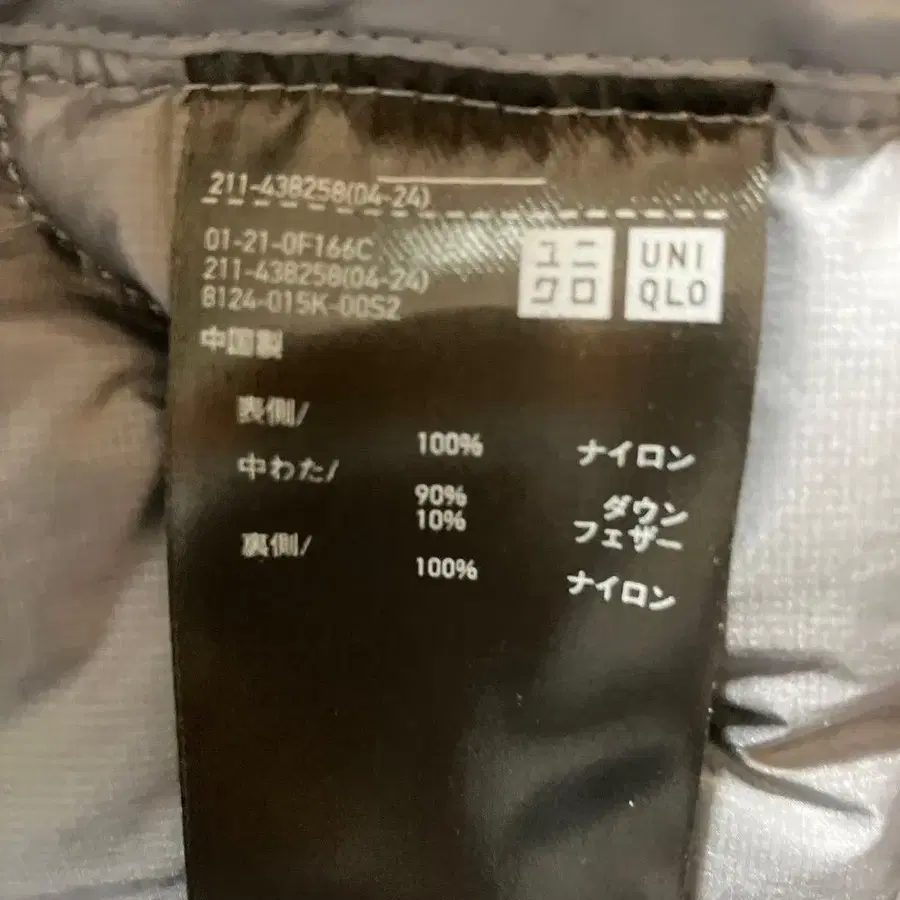 211-438258(04-24)
01-21-0F166C
211-438258(04-24)
8124-015K-00S2
中国製
ユニ
クロ
UNI
QLO
表側/
100% ナイロン
中わた/
90% ダウン
10% フェザー
裏側/
100% ナイロン